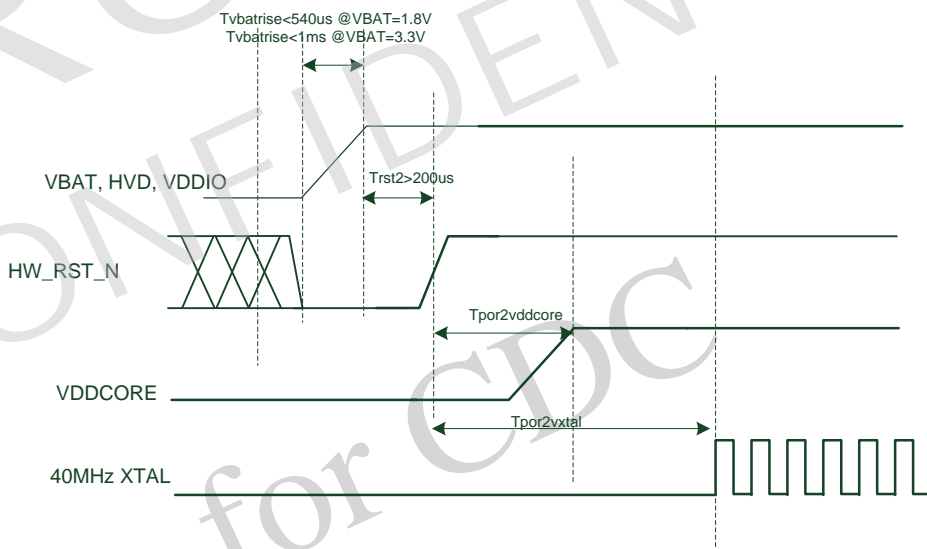 Tvbatrise<540us @VBAT=1.8V
Tvbatrise<1ms @VBAT=3.3V
VBAT, HVD, VDDIO
Trst2>200us
HW_RST_N
Tpor2vddcore
VDDCORE
Tpor2vxtal
40MHz XTAL
CONFIDEN
for CDC